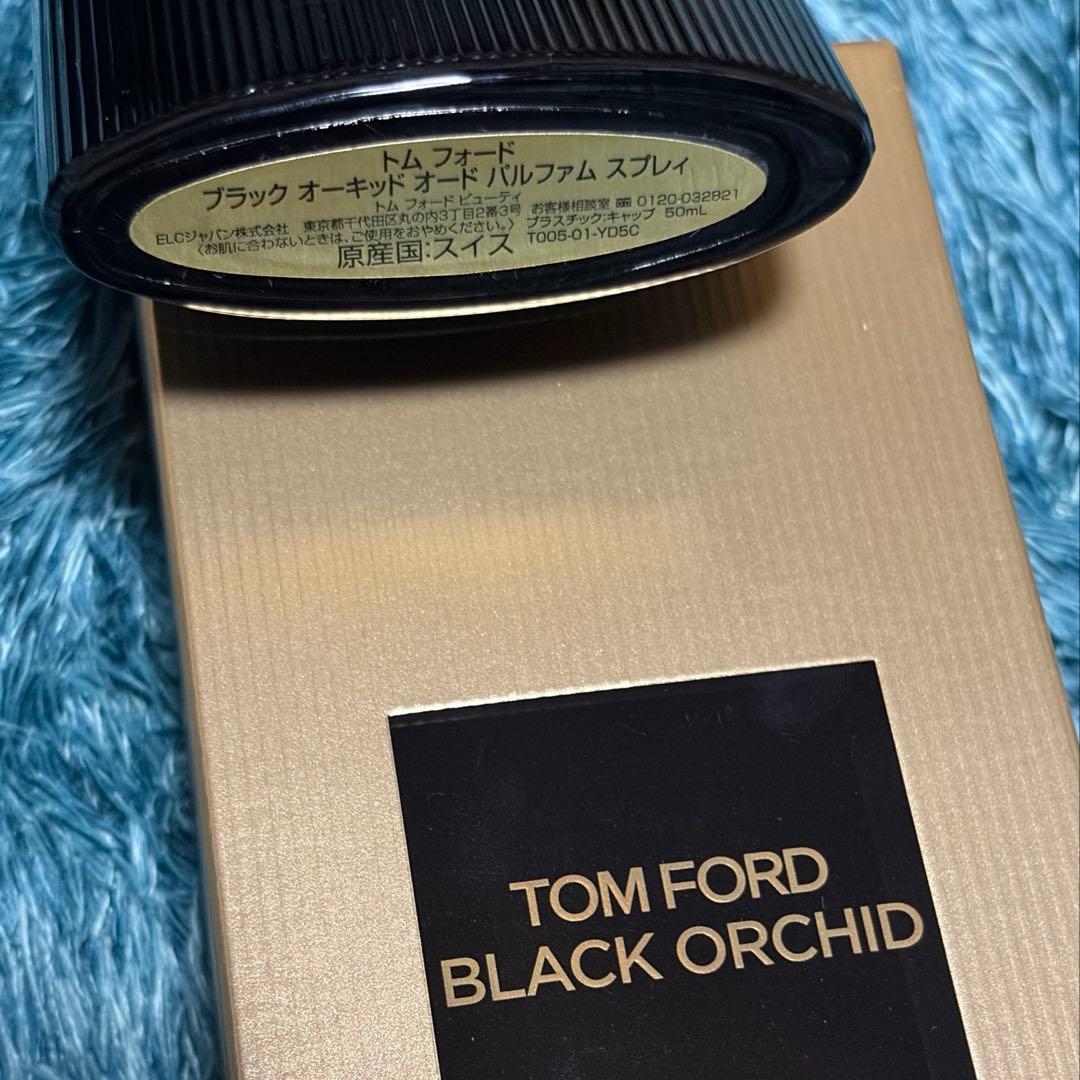 トム フォード
ブラック オーキッド オード パルファム スプレィ
トム フォード ビューティ
ELCジャパン株式会社 東京都千代田区丸の内3丁目2番3号 お客様相談室 0120-032821
〈お肌に合わないときは、ご使用をおやめください。〉 プラスチック:キャップ 50mL
原産国:スイス T005-01-YD5C
TOM FORD
BLACK ORCHID